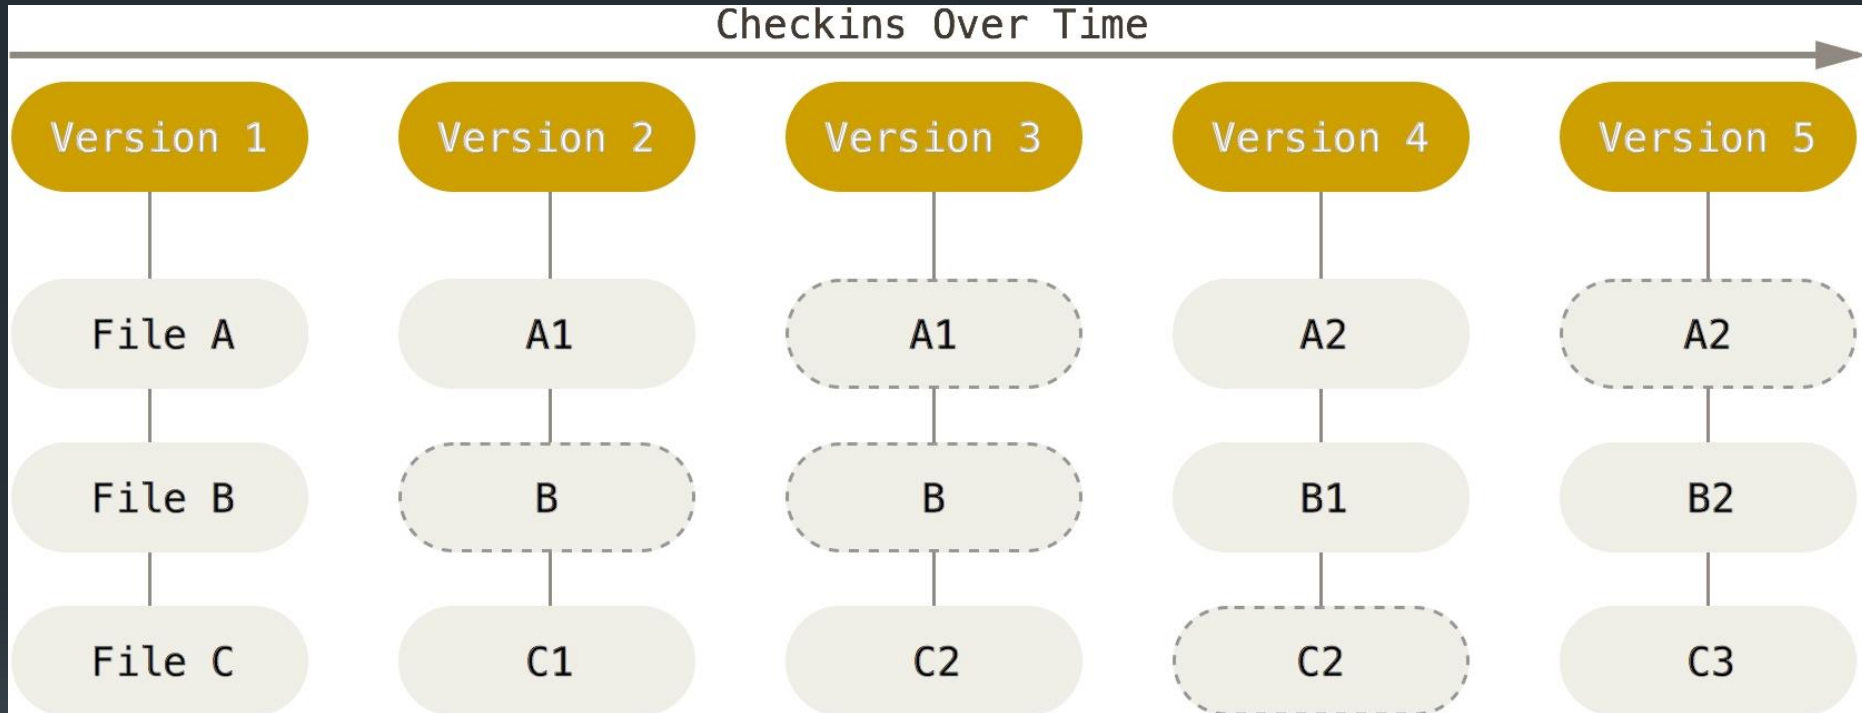 Checkins Over Time
Version 1 Version 2 Version 3 Version 4 Version 5
File A A1 A1 A2 A2
File B B B B1 B2
File C C1 C2 C2 C3